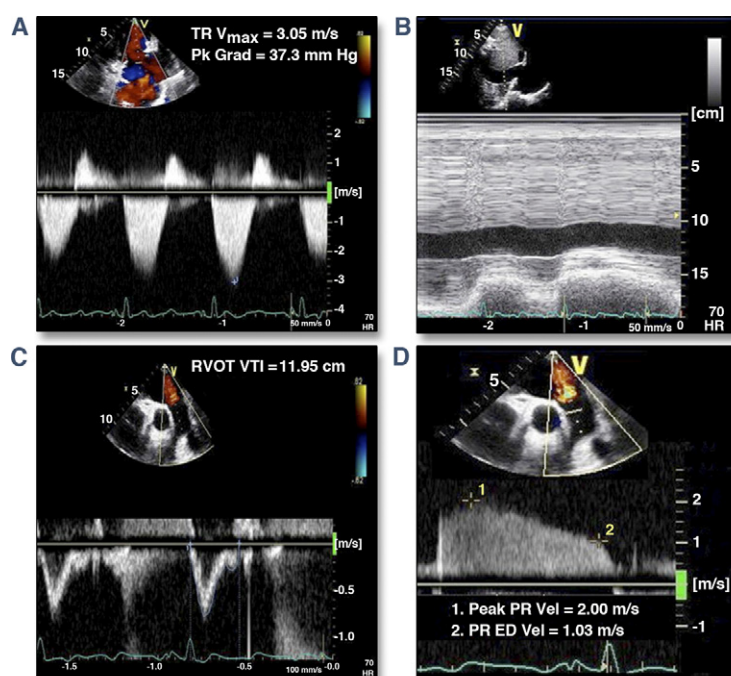 A
V
TR Vmax = 3.05 m/s
Pk Grad = 37.3 mm Hg
5
10
15
2
1
[m/s]
-1
-2
-3
-4
70
HR
-2
-1
50 mm/s
0
B
V
5
10
15
[cm]
5
10
15
70
HR
-2
-1
50 mm/s
0
C
V
RVOT VTI = 11.95 cm
5
10
[m/s]
-0.5
-1.0
70
HR
-1.5
-1.0
-0.5
100 mm/s
-0.0
D
V
5
1
2
2
1
[m/s]
-1
1. Peak PR Vel = 2.00 m/s
2. PR ED Vel = 1.03 m/s
70
HR